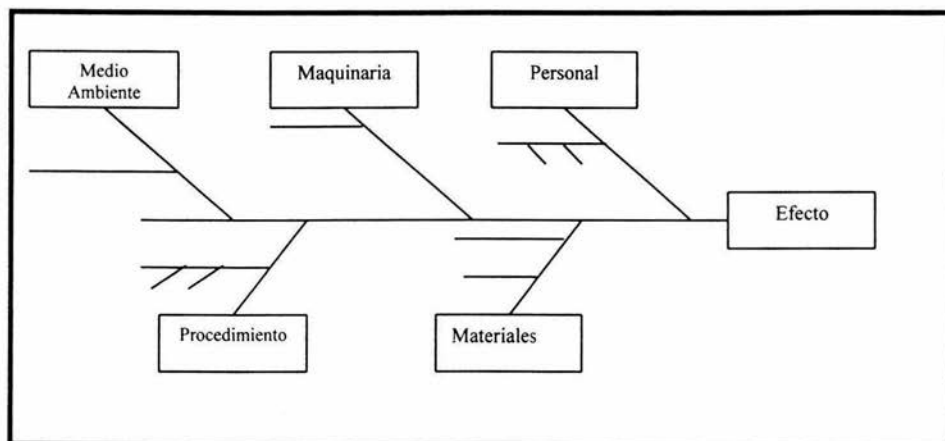 Medio
Ambiente
Maquinaria
Personal
Efecto
Procedimiento
Materiales